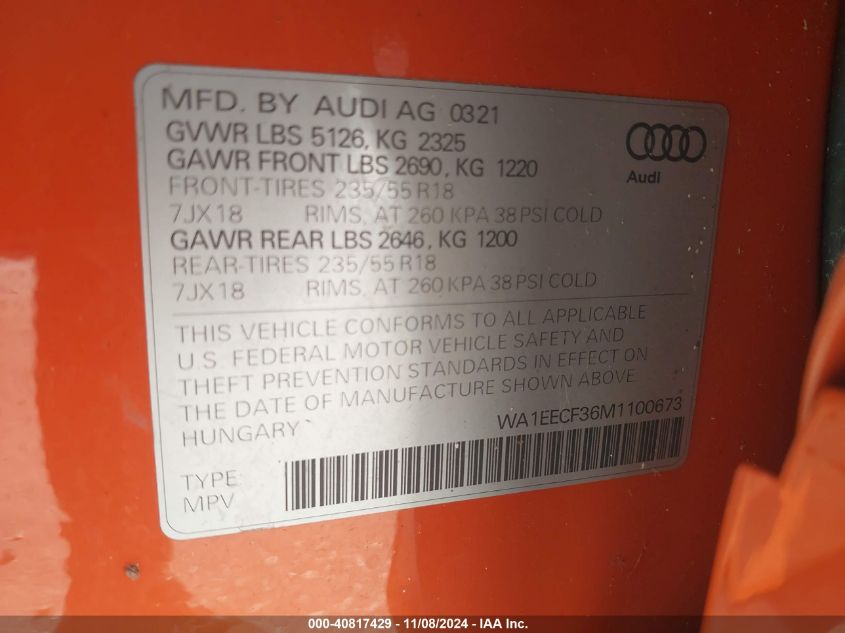 MFD. BY AUDI AG 0321
GVWR LBS 5126, KG 2325
GAWR FRONT LBS 2690, KG 1220
FRONT-TIRES 235/55 R18
7JX18 RIMS, AT 260 KPA 38 PSI COLD
GAWR REAR LBS 2646, KG 1200
REAR-TIRES 235/55 R18
7JX18 RIMS, AT 260 KPA 38 PSI COLD
Audi
THIS VEHICLE CONFORMS TO ALL APPLICABLE
U.S. FEDERAL MOTOR VEHICLE SAFETY AND
THEFT PREVENTION STANDARDS IN EFFECT ON
THE DATE OF MANUFACTURE SHOWN ABOVE.
HUNGARY WA1EECF36M1100673
TYPE:
MPV
000-40817429 - 11/08/2024 - IAA Inc.